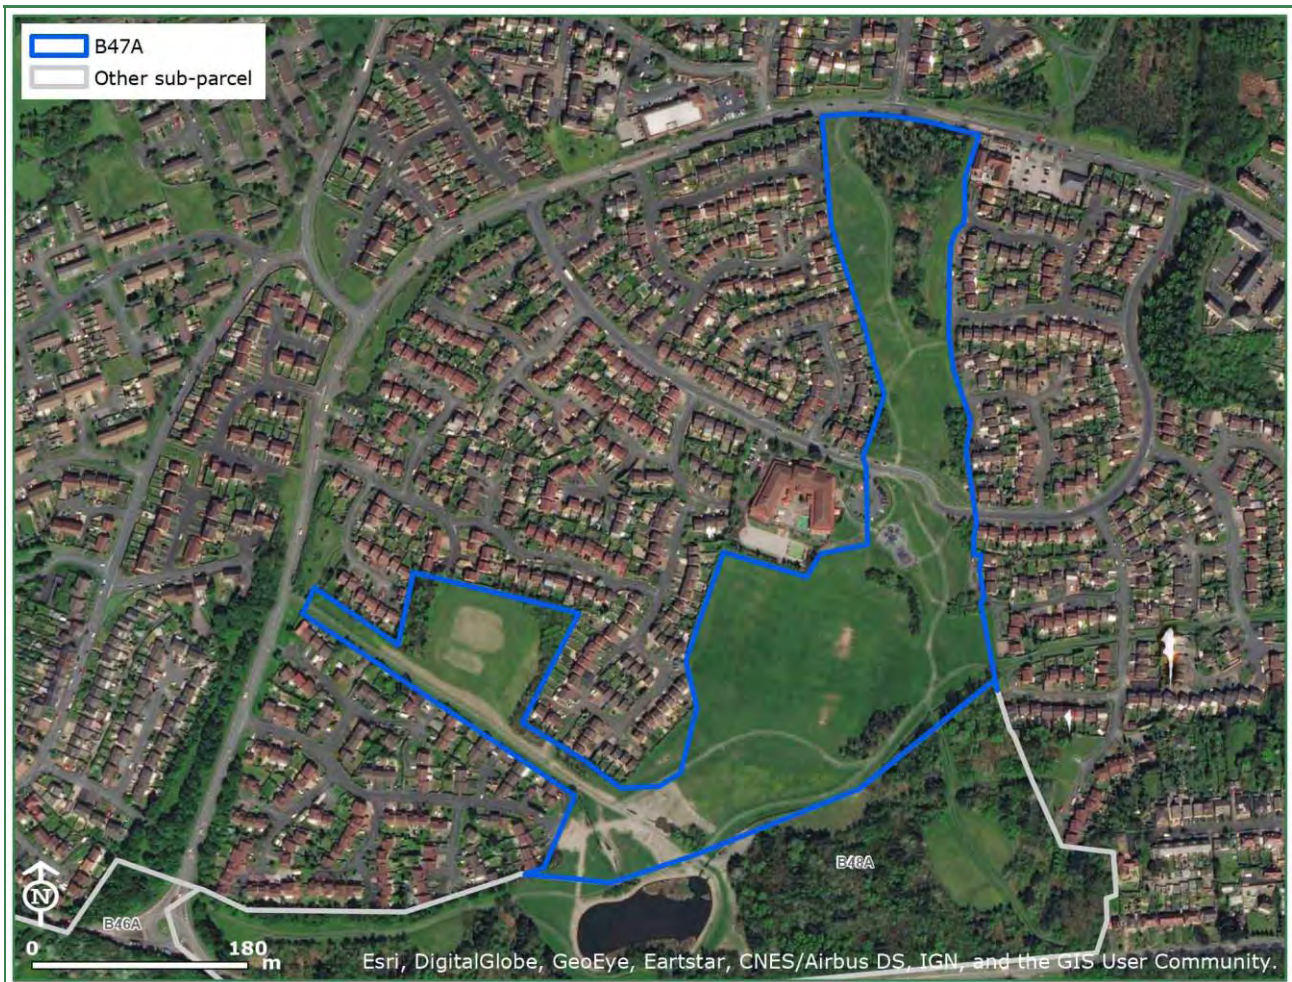 B47A
Other sub-parcel
B48A
B46A
N
0 180
m
Esri, DigitalGlobe, GeoEye, Eartstar, CNES/Airbus DS, IGN, and the GIS User Community.